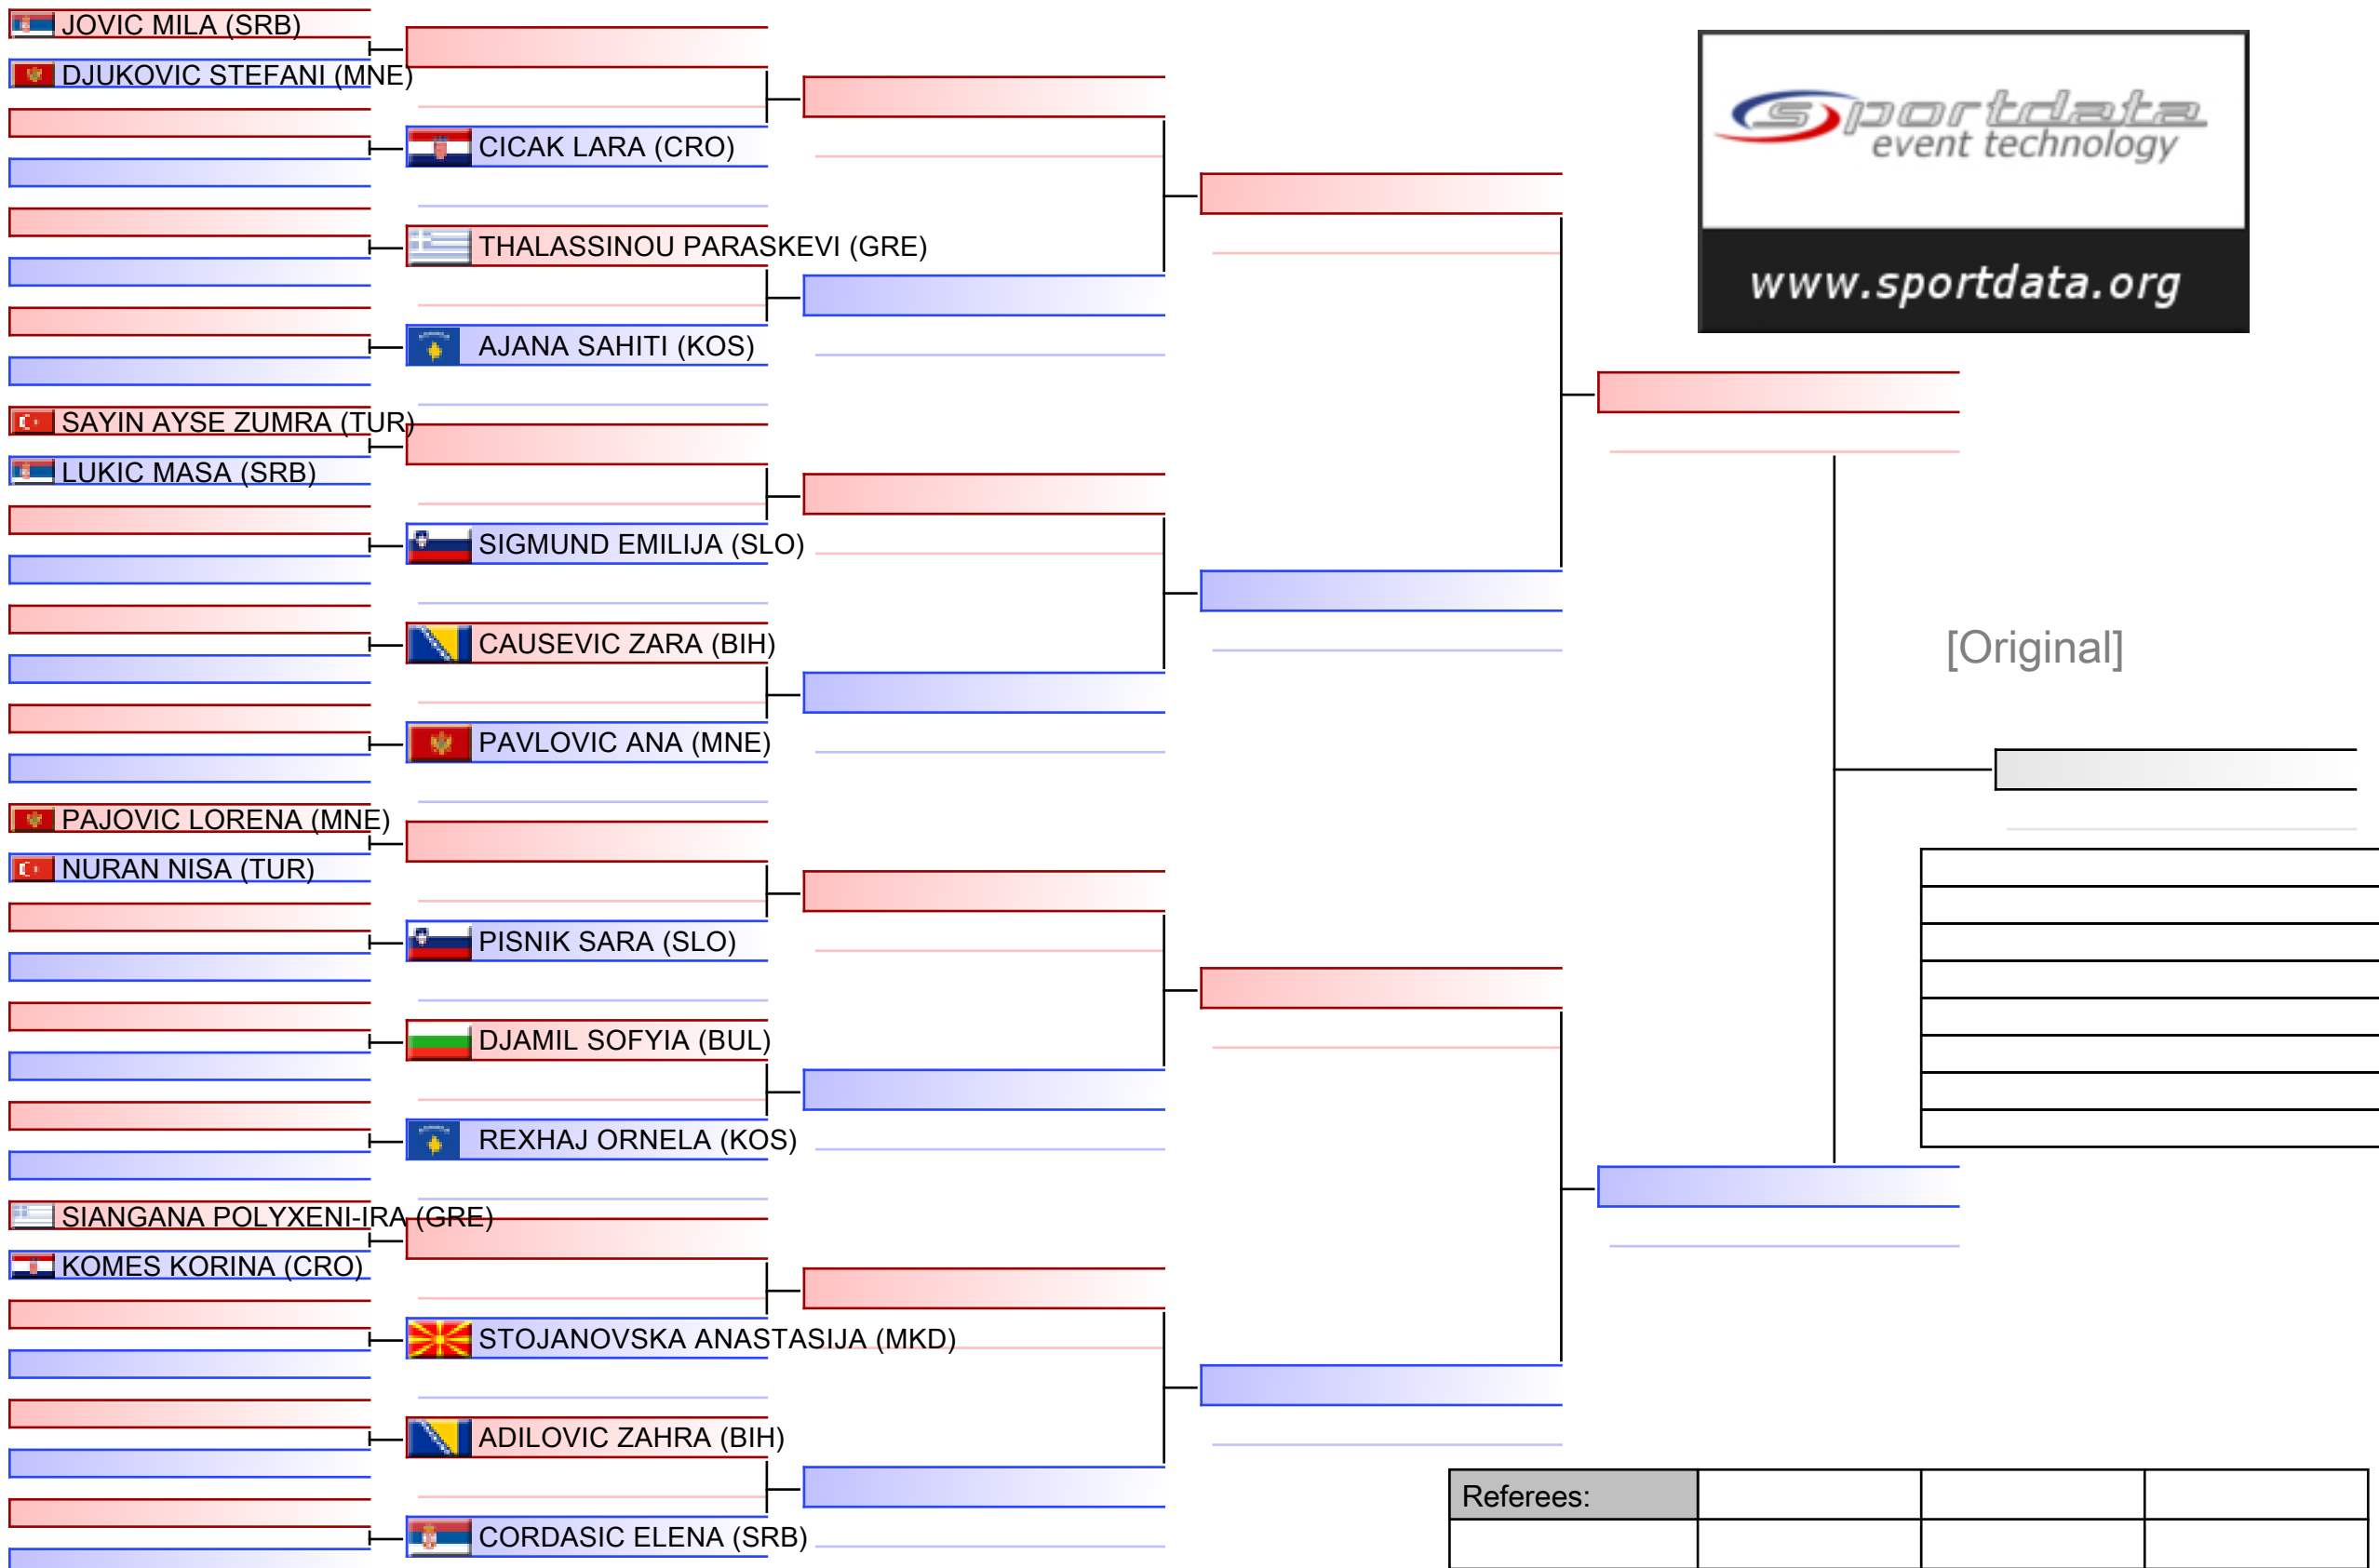 JOVIC MILA (SRB)
DJUKOVIC STEFANI (MNE)
CICAK LARA (CRO)
THALASSINOU PARASKEVI (GRE)
AJANA SAHITI (KOS)
SAYIN AYSE ZUMRA (TUR)
LUKIC MASA (SRB)
SIGMUND EMILIJA (SLO)
CAUSEVIC ZARA (BIH)
PAVLOVIC ANA (MNE)
PAJOVIC LORENA (MNE)
NURAN NISA (TUR)
PISNIK SARA (SLO)
DJAMIL SOFYIA (BUL)
REXHAJ ORNELA (KOS)
SIANGANA POLYXENI-IRA (GRE)
KOMES KORINA (CRO)
STOJANOVSKA ANASTASIJA (MKD)
ADILOVIC ZAHRA (BIH)
CORDASIC ELENA (SRB)
sportdata
event technology
www.sportdata.org
[Original]
Referees: